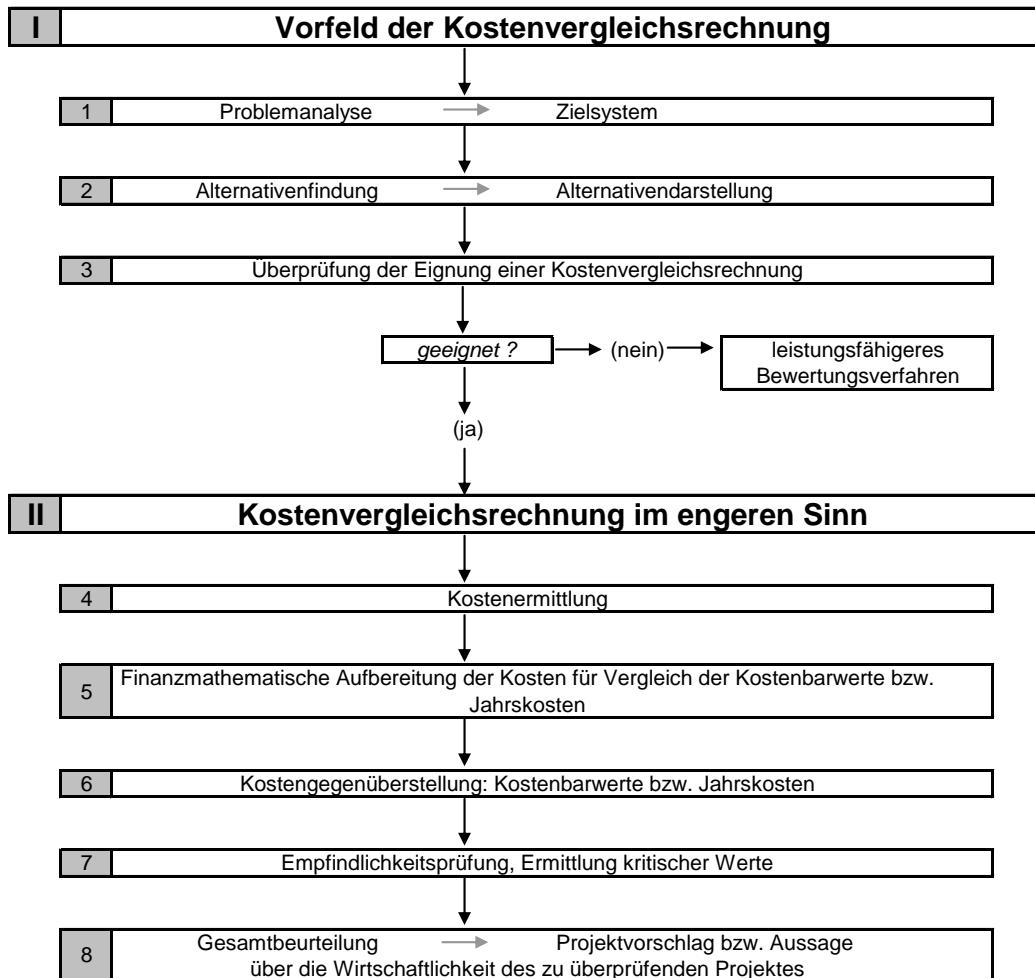 I Vorfeld der Kostenvergleichsrechnung
1 Problemanalyse Zielsystem
2 Alternativenfindung Alternativendarstellung
3 Überprüfung der Eignung einer Kostenvergleichsrechnung
geeignet ? (nein) leistungsfähigeres
Bewertungsverfahren
(ja)
II Kostenvergleichsrechnung im engeren Sinn
4 Kostenermittlung
5 Finanzmathematische Aufbereitung der Kosten für Vergleich der Kostenbarwerte bzw.
Jahrskosten
6 Kostengegenüberstellung: Kostenbarwerte bzw. Jahrskosten
7 Empfindlichkeitsprüfung, Ermittlung kritischer Werte
8 Gesamtbeurteilung Projektvorschlag bzw. Aussage
über die Wirtschaftlichkeit des zu überprüfenden Projektes